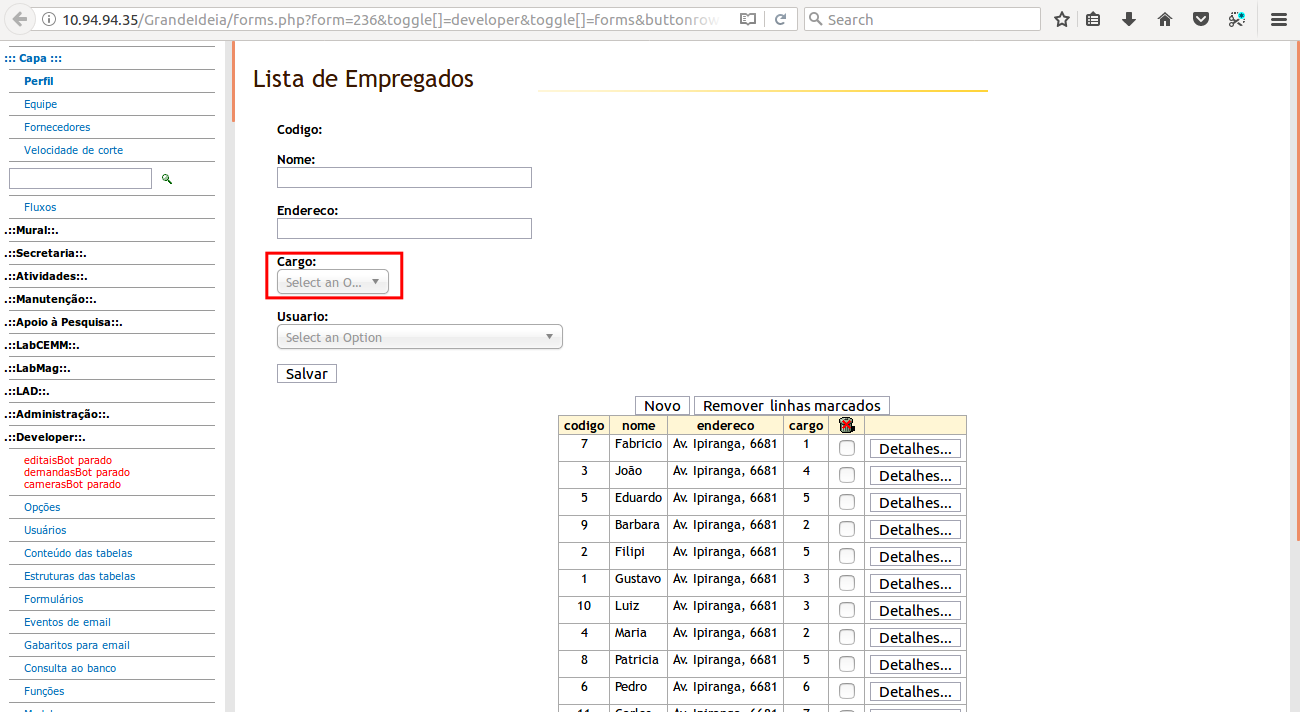 10.94.94.35/GrandeIdeia/forms.php?form=236&toggle[]=developer&toggle[]=forms&buttonrow
Search
::: Capa :::
Perfil
Equipe
Fornecedores
Velocidade de corte
Fluxos
.::Mural::.
.::Secretaria::.
.::Atividades::.
.::Manutenção::.
.::Apoio à Pesquisa::.
.::LabCEMM::.
.::LabMag::.
.::LAD::.
.::Administração::.
.::Developer::.
editaisBot parado
demandasBot parado
camerasBot parado
Opções
Usuários
Conteúdo das tabelas
Estruturas das tabelas
Formulários
Eventos de email
Gabaritos para email
Consulta ao banco
Funções
Lista de Empregados
Codigo:
Nome:
Endereco:
Cargo:
Select an O...
Usuario:
Select an Option
Salvar
Novo Remover linhas marcados
codigo nome endereco cargo
7 Fabricio Av. Ipiranga, 6681 1 Detalhes...
3 João Av. Ipiranga, 6681 4 Detalhes...
5 Eduardo Av. Ipiranga, 6681 5 Detalhes...
9 Barbara Av. Ipiranga, 6681 2 Detalhes...
2 Filipi Av. Ipiranga, 6681 5 Detalhes...
1 Gustavo Av. Ipiranga, 6681 3 Detalhes...
10 Luiz Av. Ipiranga, 6681 3 Detalhes...
4 Maria Av. Ipiranga, 6681 2 Detalhes...
8 Patricia Av. Ipiranga, 6681 5 Detalhes...
6 Pedro Av. Ipiranga, 6681 6 Detalhes...